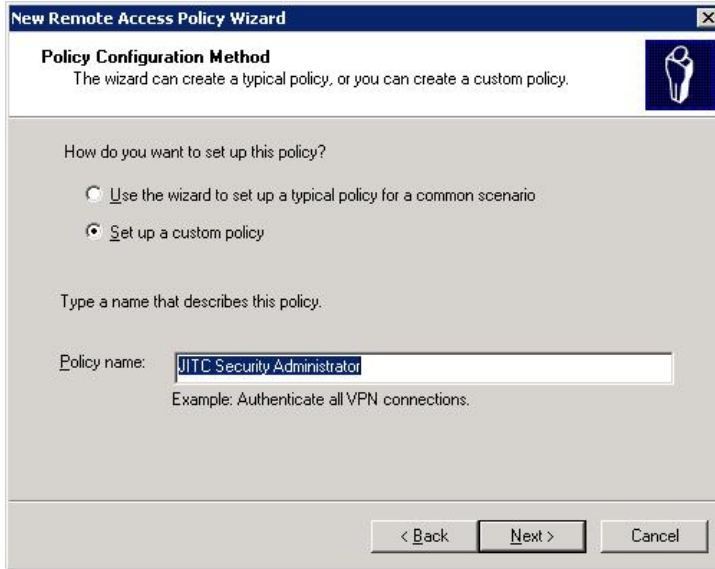 New Remote Access Policy Wizard
Policy Configuration Method
The wizard can create a typical policy, or you can create a custom policy.
How do you want to set up this policy?
Use the wizard to set up a typical policy for a common scenario
Set up a custom policy
Type a name that describes this policy.
Policy name: JITC Security Administrator
Example: Authenticate all VPN connections.
< Back Next > Cancel